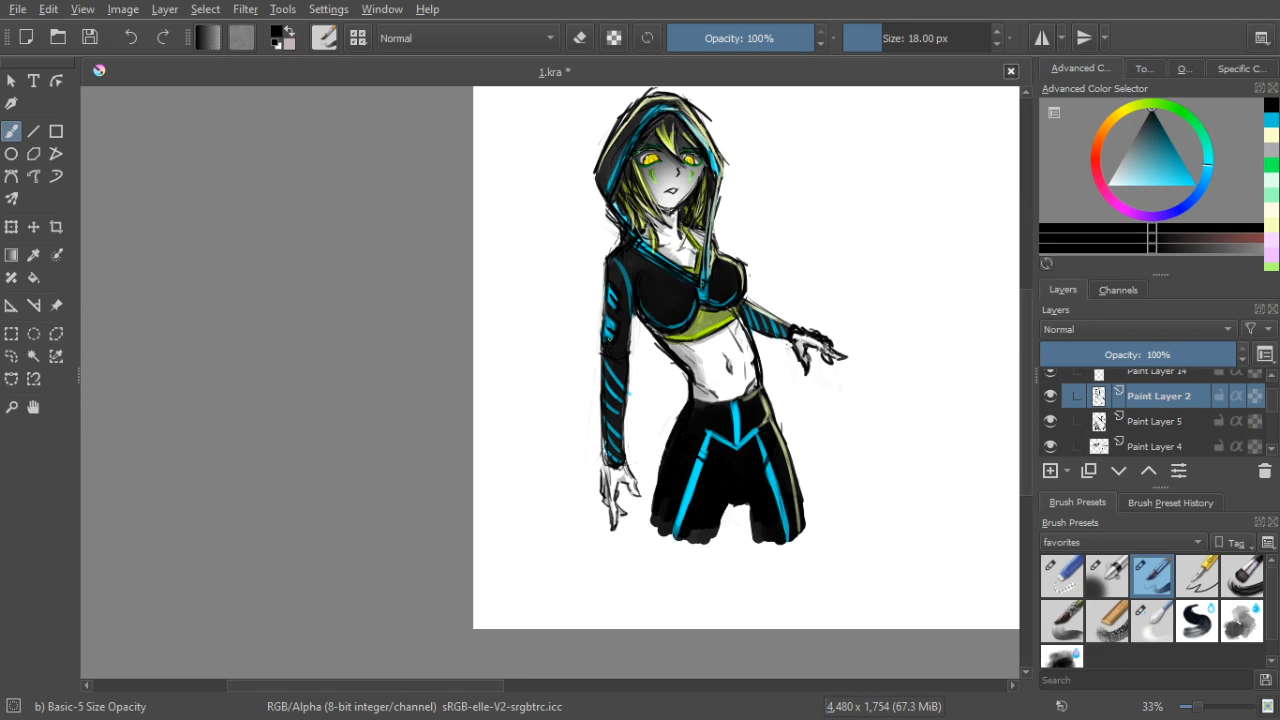 File Edit View Image Layer Select Filter Tools Settings Window Help
Normal Opacity: 100% Size: 18.00 px
1.kra *
Advanced C... To... O... Specific C...
Advanced Color Selector
Layers Channels
Layers
Normal
Opacity: 100%
Paint Layer 14
Paint Layer 2
Paint Layer 5
Paint Layer 4
Brush Presets Brush Preset History
Brush Presets
favorites Tag
Search
b) Basic-5 Size Opacity RGB/Alpha (8-bit integer/channel) sRGB-elle-V2-srgbtrc.icc 4,480 x 1,754 (67.3 MiB) 33%